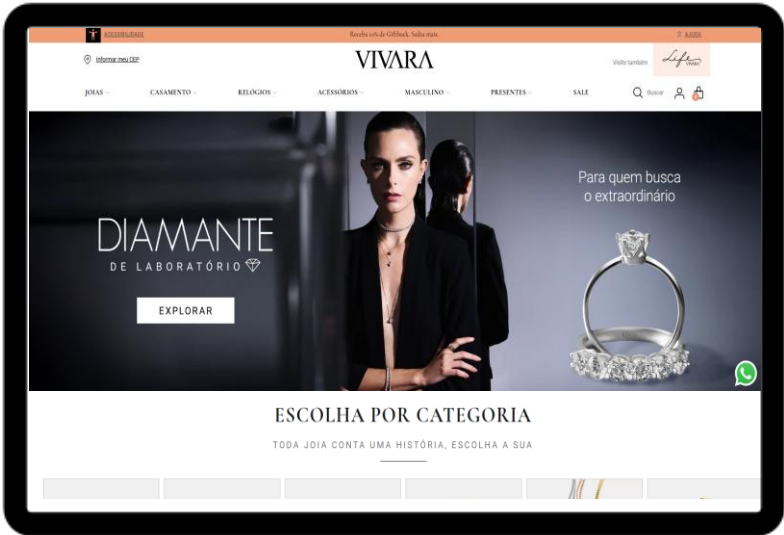 ACESSIBILIDADE
Receba 10% de Giftback. Saiba mais.
AJUDA
Informar meu CEP
VIVARA
Visite também
Life
VIVARA
JOIAS
CASAMENTO
RELÓGIOS
ACESSÓRIOS
MASCULINO
PRESENTES
SALE
Buscar
DIAMANTE
DE LABORATÓRIO
EXPLORAR
Para quem busca
o extraordinário
ESCOLHA POR CATEGORIA
TODA JOIA CONTA UMA HISTÓRIA, ESCOLHA A SUA